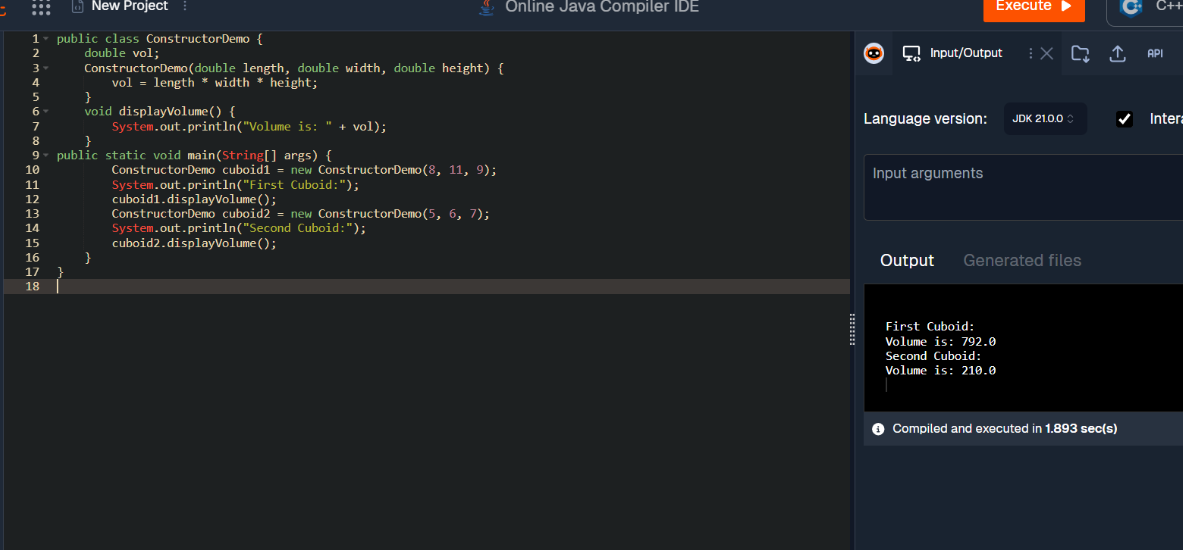 New Project
Online Java Compiler IDE
Execute
C++
1 public class ConstructorDemo {
2 double vol;
3 ConstructorDemo(double length, double width, double height) {
4 vol = length * width * height;
5 }
6 void displayVolume() {
7 System.out.println("Volume is: " + vol);
8 }
9 public static void main(String[] args) {
10 ConstructorDemo cuboid1 = new ConstructorDemo(8, 11, 9);
11 System.out.println("First Cuboid:");
12 cuboid1.displayVolume();
13 ConstructorDemo cuboid2 = new ConstructorDemo(5, 6, 7);
14 System.out.println("Second Cuboid:");
15 cuboid2.displayVolume();
16 }
17 }
18
Input/Output
API
Language version:
JDK 21.0.0
Intera
Input arguments
Output
Generated files
First Cuboid:
Volume is: 792.0
Second Cuboid:
Volume is: 210.0
Compiled and executed in 1.893 sec(s)